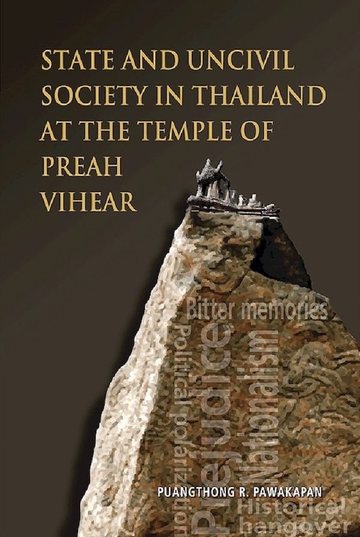 STATE AND UNCIVIL
SOCIETY IN THAILAND
AT THE TEMPLE OF
PREAH
VIHEAR
Bitter memories
Prejudice
Nationalism
Political polarization
PUANGTHONG R. PAWAKAPAN
Historical
hangover